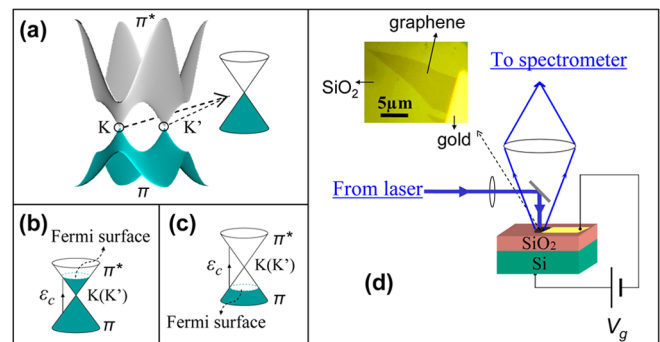 (a)
π*
K
K'
π
(b)
Fermi surface
π*
εc
K(K')
π
(c)
π*
εc
K(K')
π
Fermi surface
(d)
graphene
SiO₂
5μm
gold
To spectrometer
From laser
SiO₂
Si
Vg